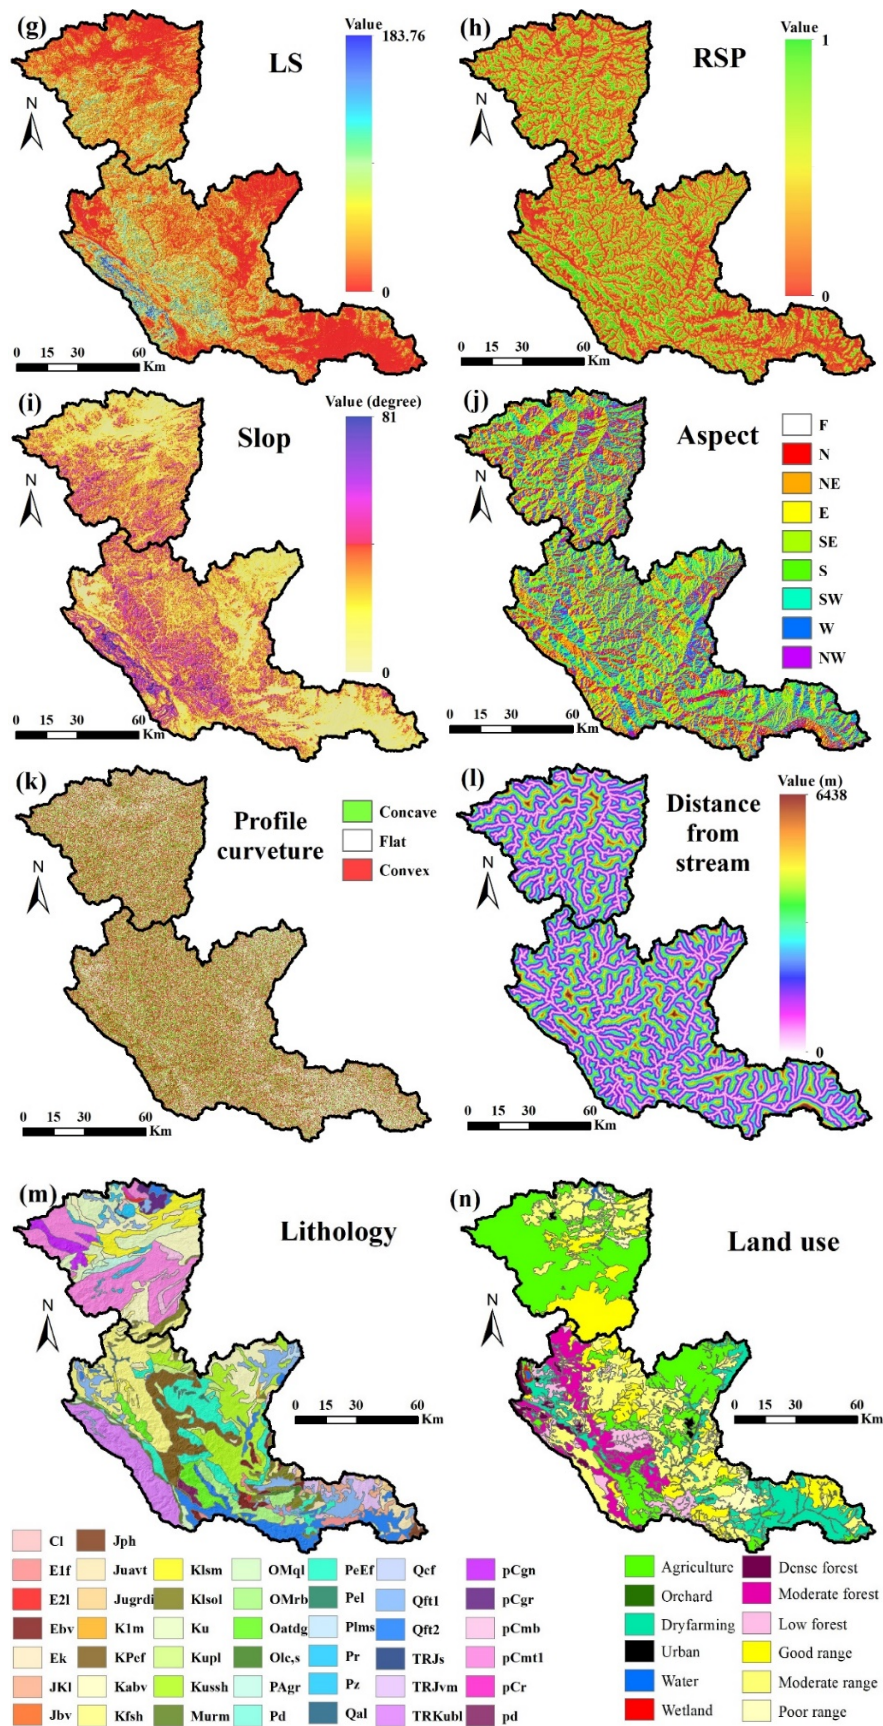 (g)
LS
Value
183.76
0
N
0 15 30 60
Km
(h)
RSP
Value
1
0
N
0 15 30 60
Km
(i)
Slop
Value (degree)
81
0
N
0 15 30 60
Km
(j)
Aspect
F
N
NE
E
SE
S
SW
W
NW
N
0 15 30 60
Km
(k)
Profile
curveture
Concave
Flat
Convex
N
0 15 30 60
Km
(l)
Distance
from
stream
Value (m)
6438
0
N
0 15 30 60
Km
(m)
Lithology
N
0 15 30 60
Km
Cl
E1f
E2l
Ebv
Ek
JKl
Jbv
Jph
Juavt
Jugrdi
K1m
KPef
Kabv
Kfsh
Klsm
Klsol
Ku
Kupl
Kussh
Murm
OMql
OMrb
Oatdg
Olc,s
PAgr
Pd
PeEf
Pel
Plms
Pr
Pz
Qal
Qcf
Qft1
Qft2
TRJs
TRJvm
TRKubl
pCgn
pCgr
pCmb
pCmt1
pCr
pd
(n)
Land use
N
0 15 30 60
Km
Agriculture
Orchard
Dryfarming
Urban
Water
Wetland
Dense forest
Moderate forest
Low forest
Good range
Moderate range
Poor range